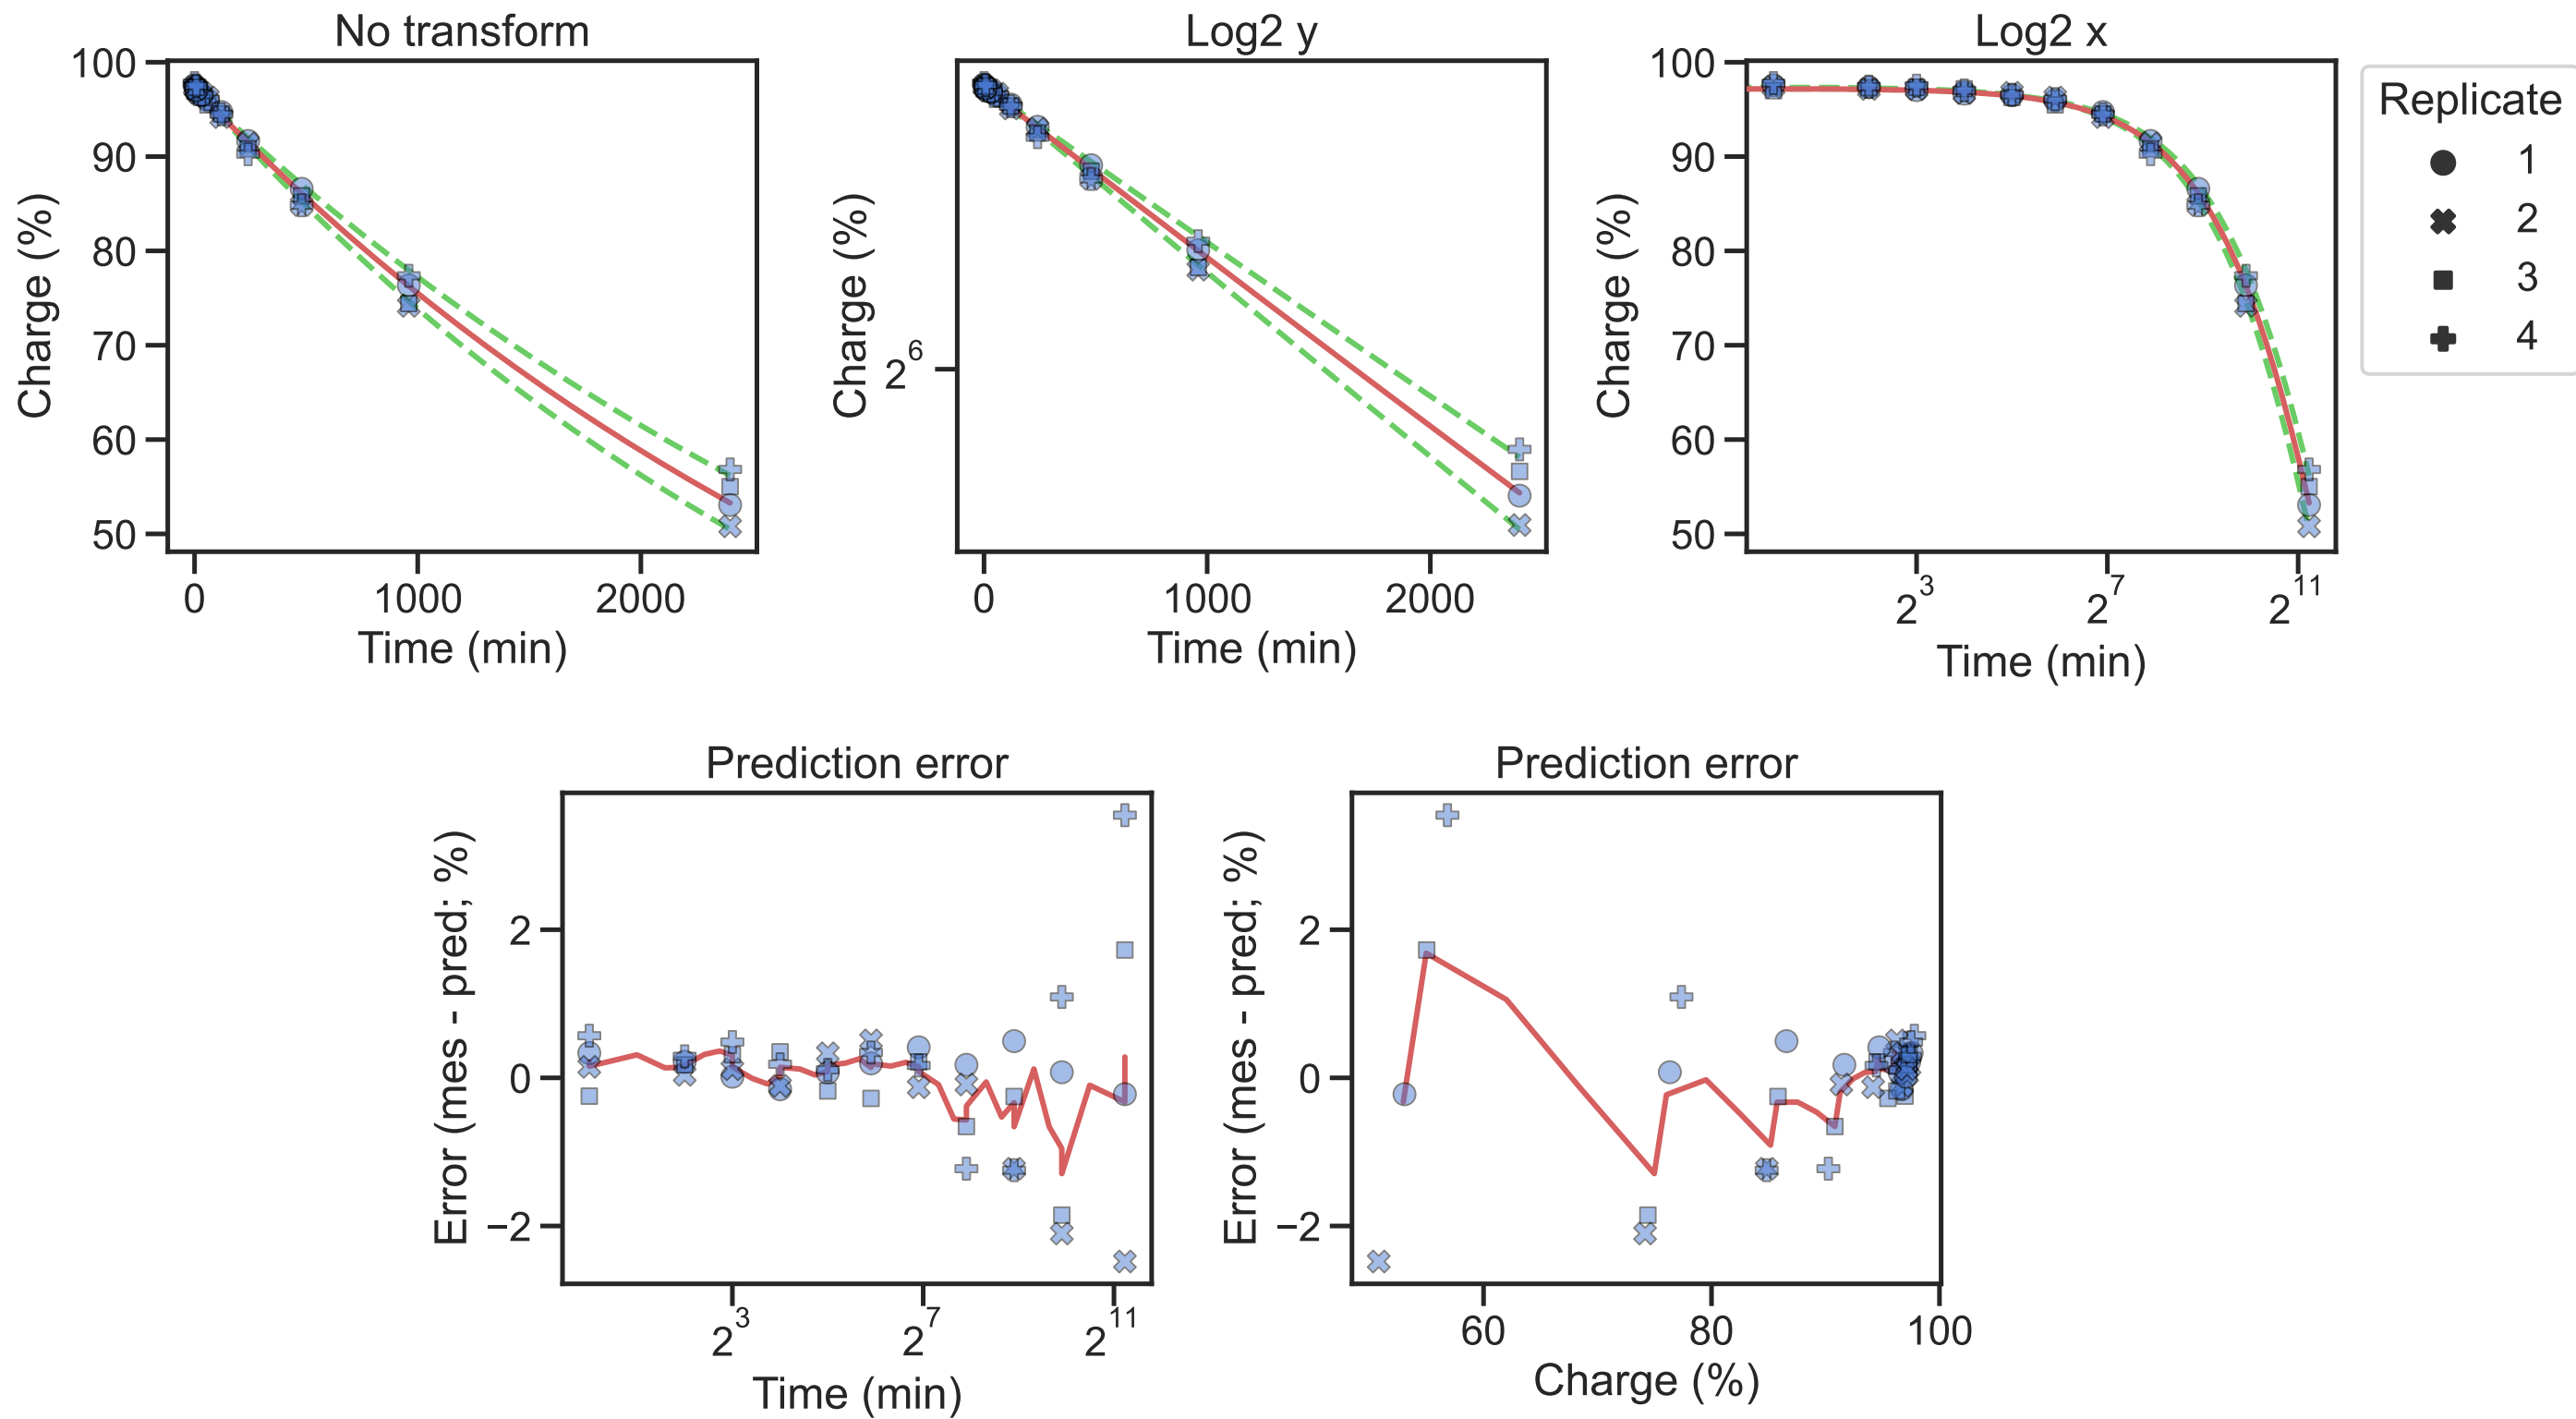 No transform
Log2 y
Log2 x
100
90
80
70
60
50
Charge (%)
0
1000
2000
Time (min)
Charge (%)
2^6
0
1000
2000
Time (min)
Charge (%)
100
90
80
70
60
50
2^3
2^7
2^11
Time (min)
Replicate
1
2
3
4
Prediction error
Error (mes - pred; %)
2
0
−2
2^3
2^7
2^11
Time (min)
Prediction error
Error (mes - pred; %)
2
0
−2
60
80
100
Charge (%)